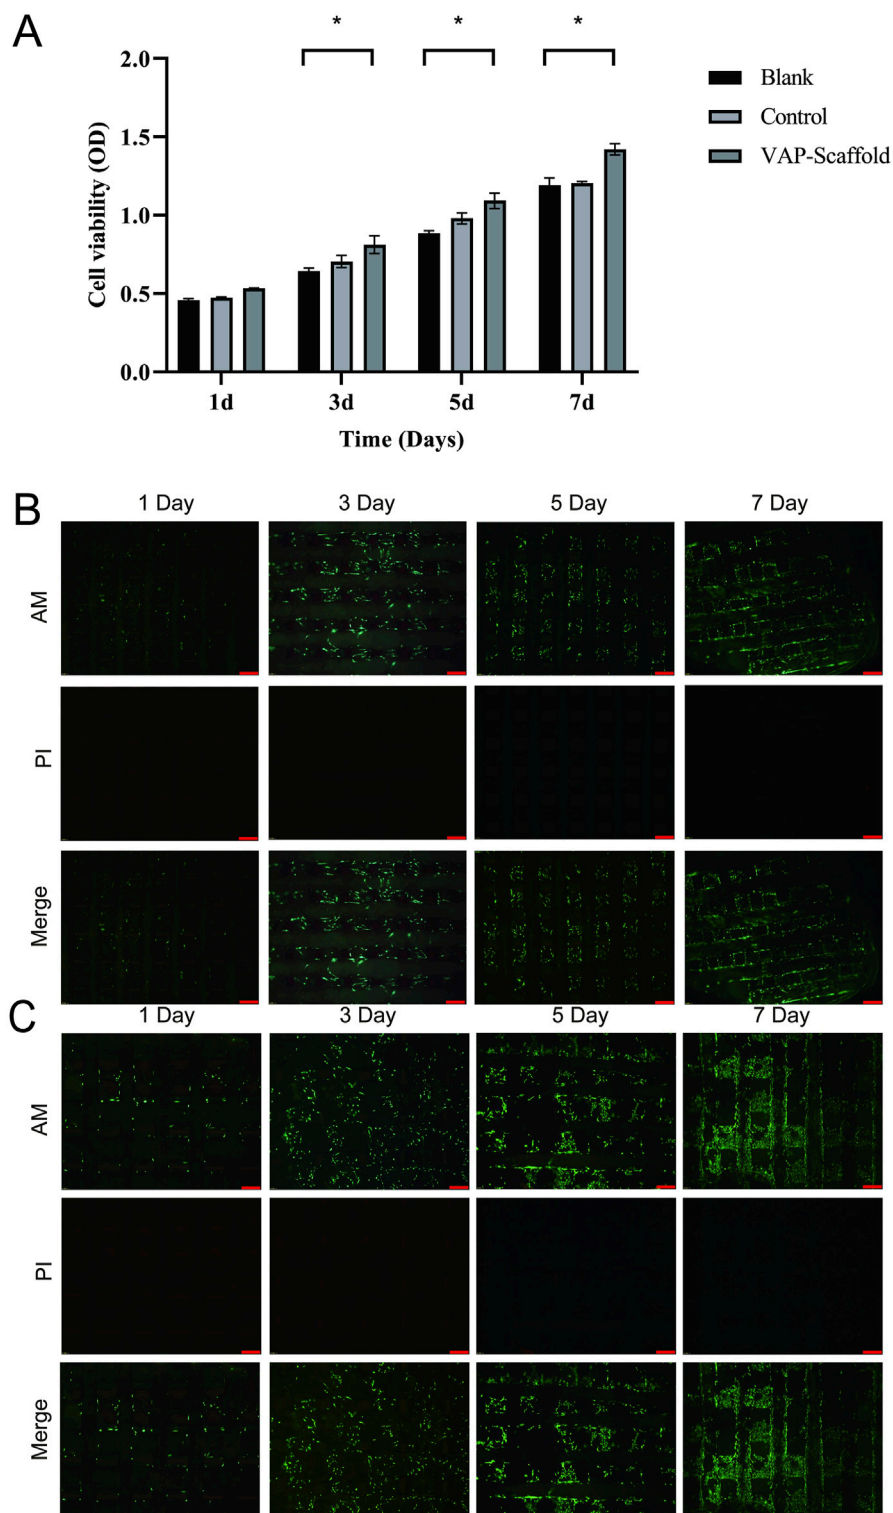 A
* * *
2.0
1.5
1.0
0.5
0.0
Cell viability (OD)
1d 3d 5d 7d
Time (Days)
Blank
Control
VAP-Scaffold
B
1 Day 3 Day 5 Day 7 Day
AM
PI
Merge
C
1 Day 3 Day 5 Day 7 Day
AM
PI
Merge